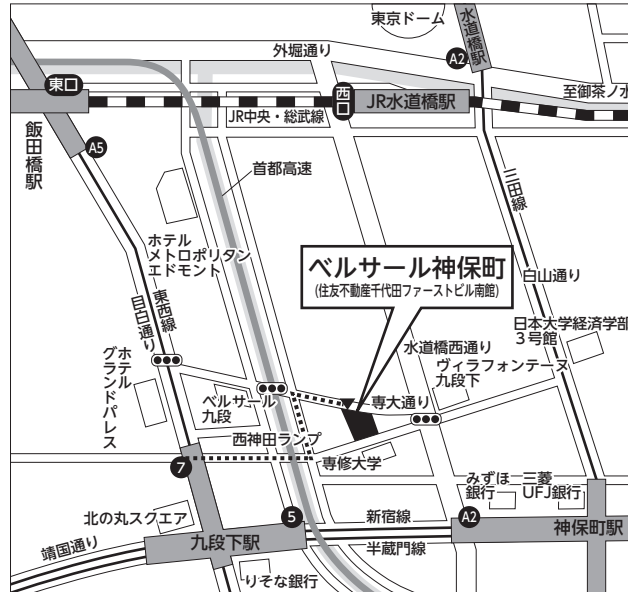 東京ドーム
水道橋駅
A2
外堀通り
東口
西口
JR水道橋駅
至御茶ノ水
JR中央・総武線
飯田橋駅
A5
首都高速
三田線
ホテル
メトロポリタン
エドモント
ベルサール神保町
(住友不動産千代田ファーストビル南館)
白山通り
東西線
目白通り
日本大学経済学部
3号館
水道橋西通り
ヴィラフォンテーヌ
九段下
ホテル
グランドパレス
ベルサール
九段
専大通り
西神田ランプ
専修大学
7
みずほ
銀行
三菱
UFJ銀行
北の丸スクエア
5
新宿線
A2
神保町駅
靖国通り
九段下駅
半蔵門線
りそな銀行